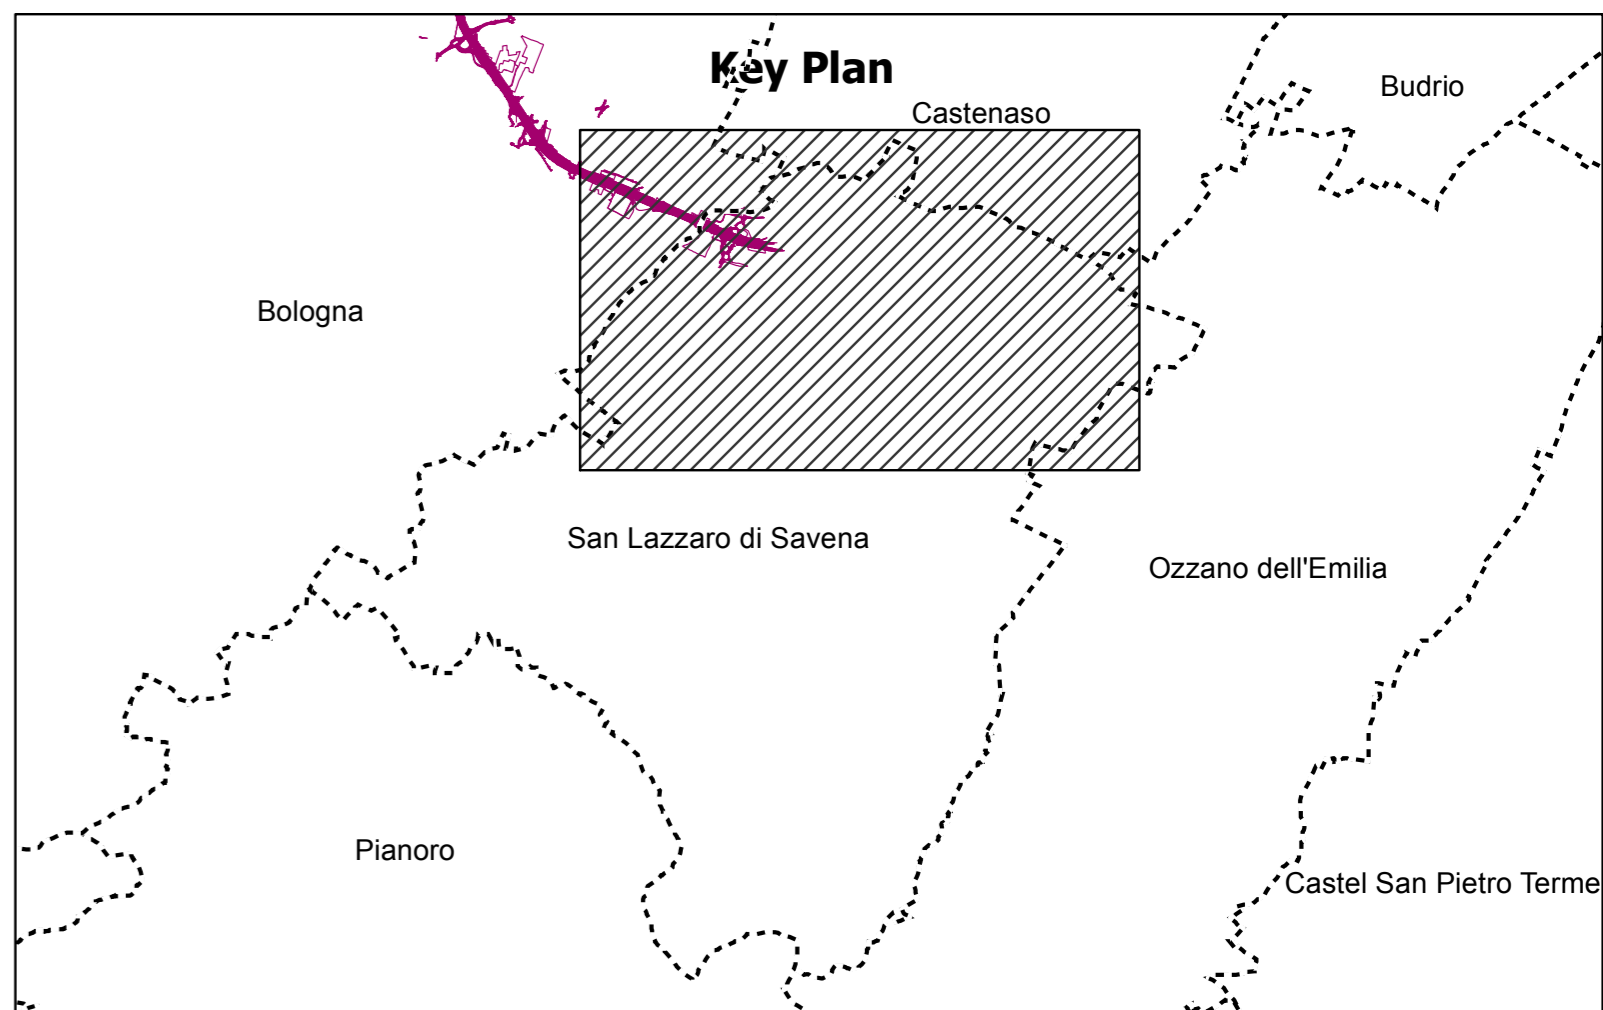 Key Plan
Budrio
Castenaso
Bologna
San Lazzaro di Savena
Ozzano dell'Emilia
Pianoro
Castel San Pietro Terme